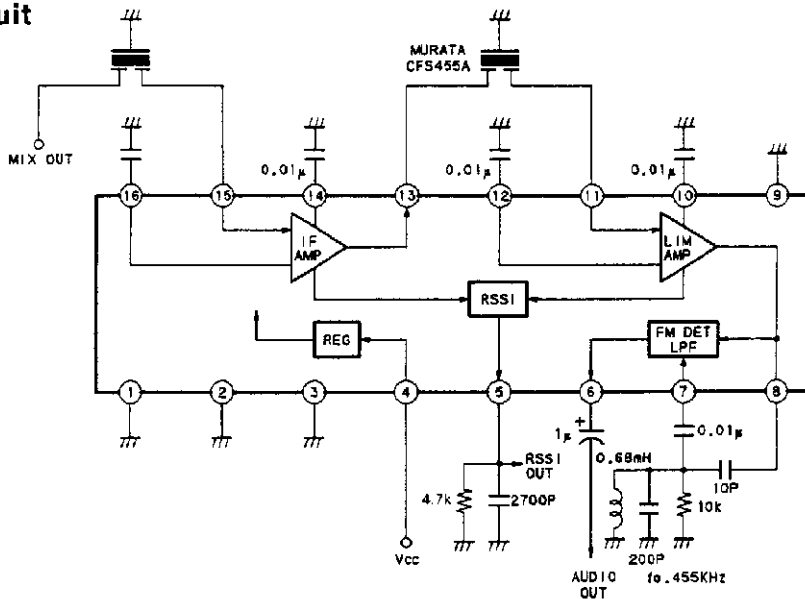 uit
MURATA
CFS455A
MIX OUT
0.01μ
0.01μ
0.01μ
16
15
14
13
12
11
10
9
IF
AMP
LIM
AMP
RSSI
REG
FM DET
LPF
1
2
3
4
5
6
7
8
1μ
+
0.68mH
0.01μ
RSSI
OUT
4.7k
2700P
10P
10k
200P
Vcc
AUDIO
OUT
fo.455KHz